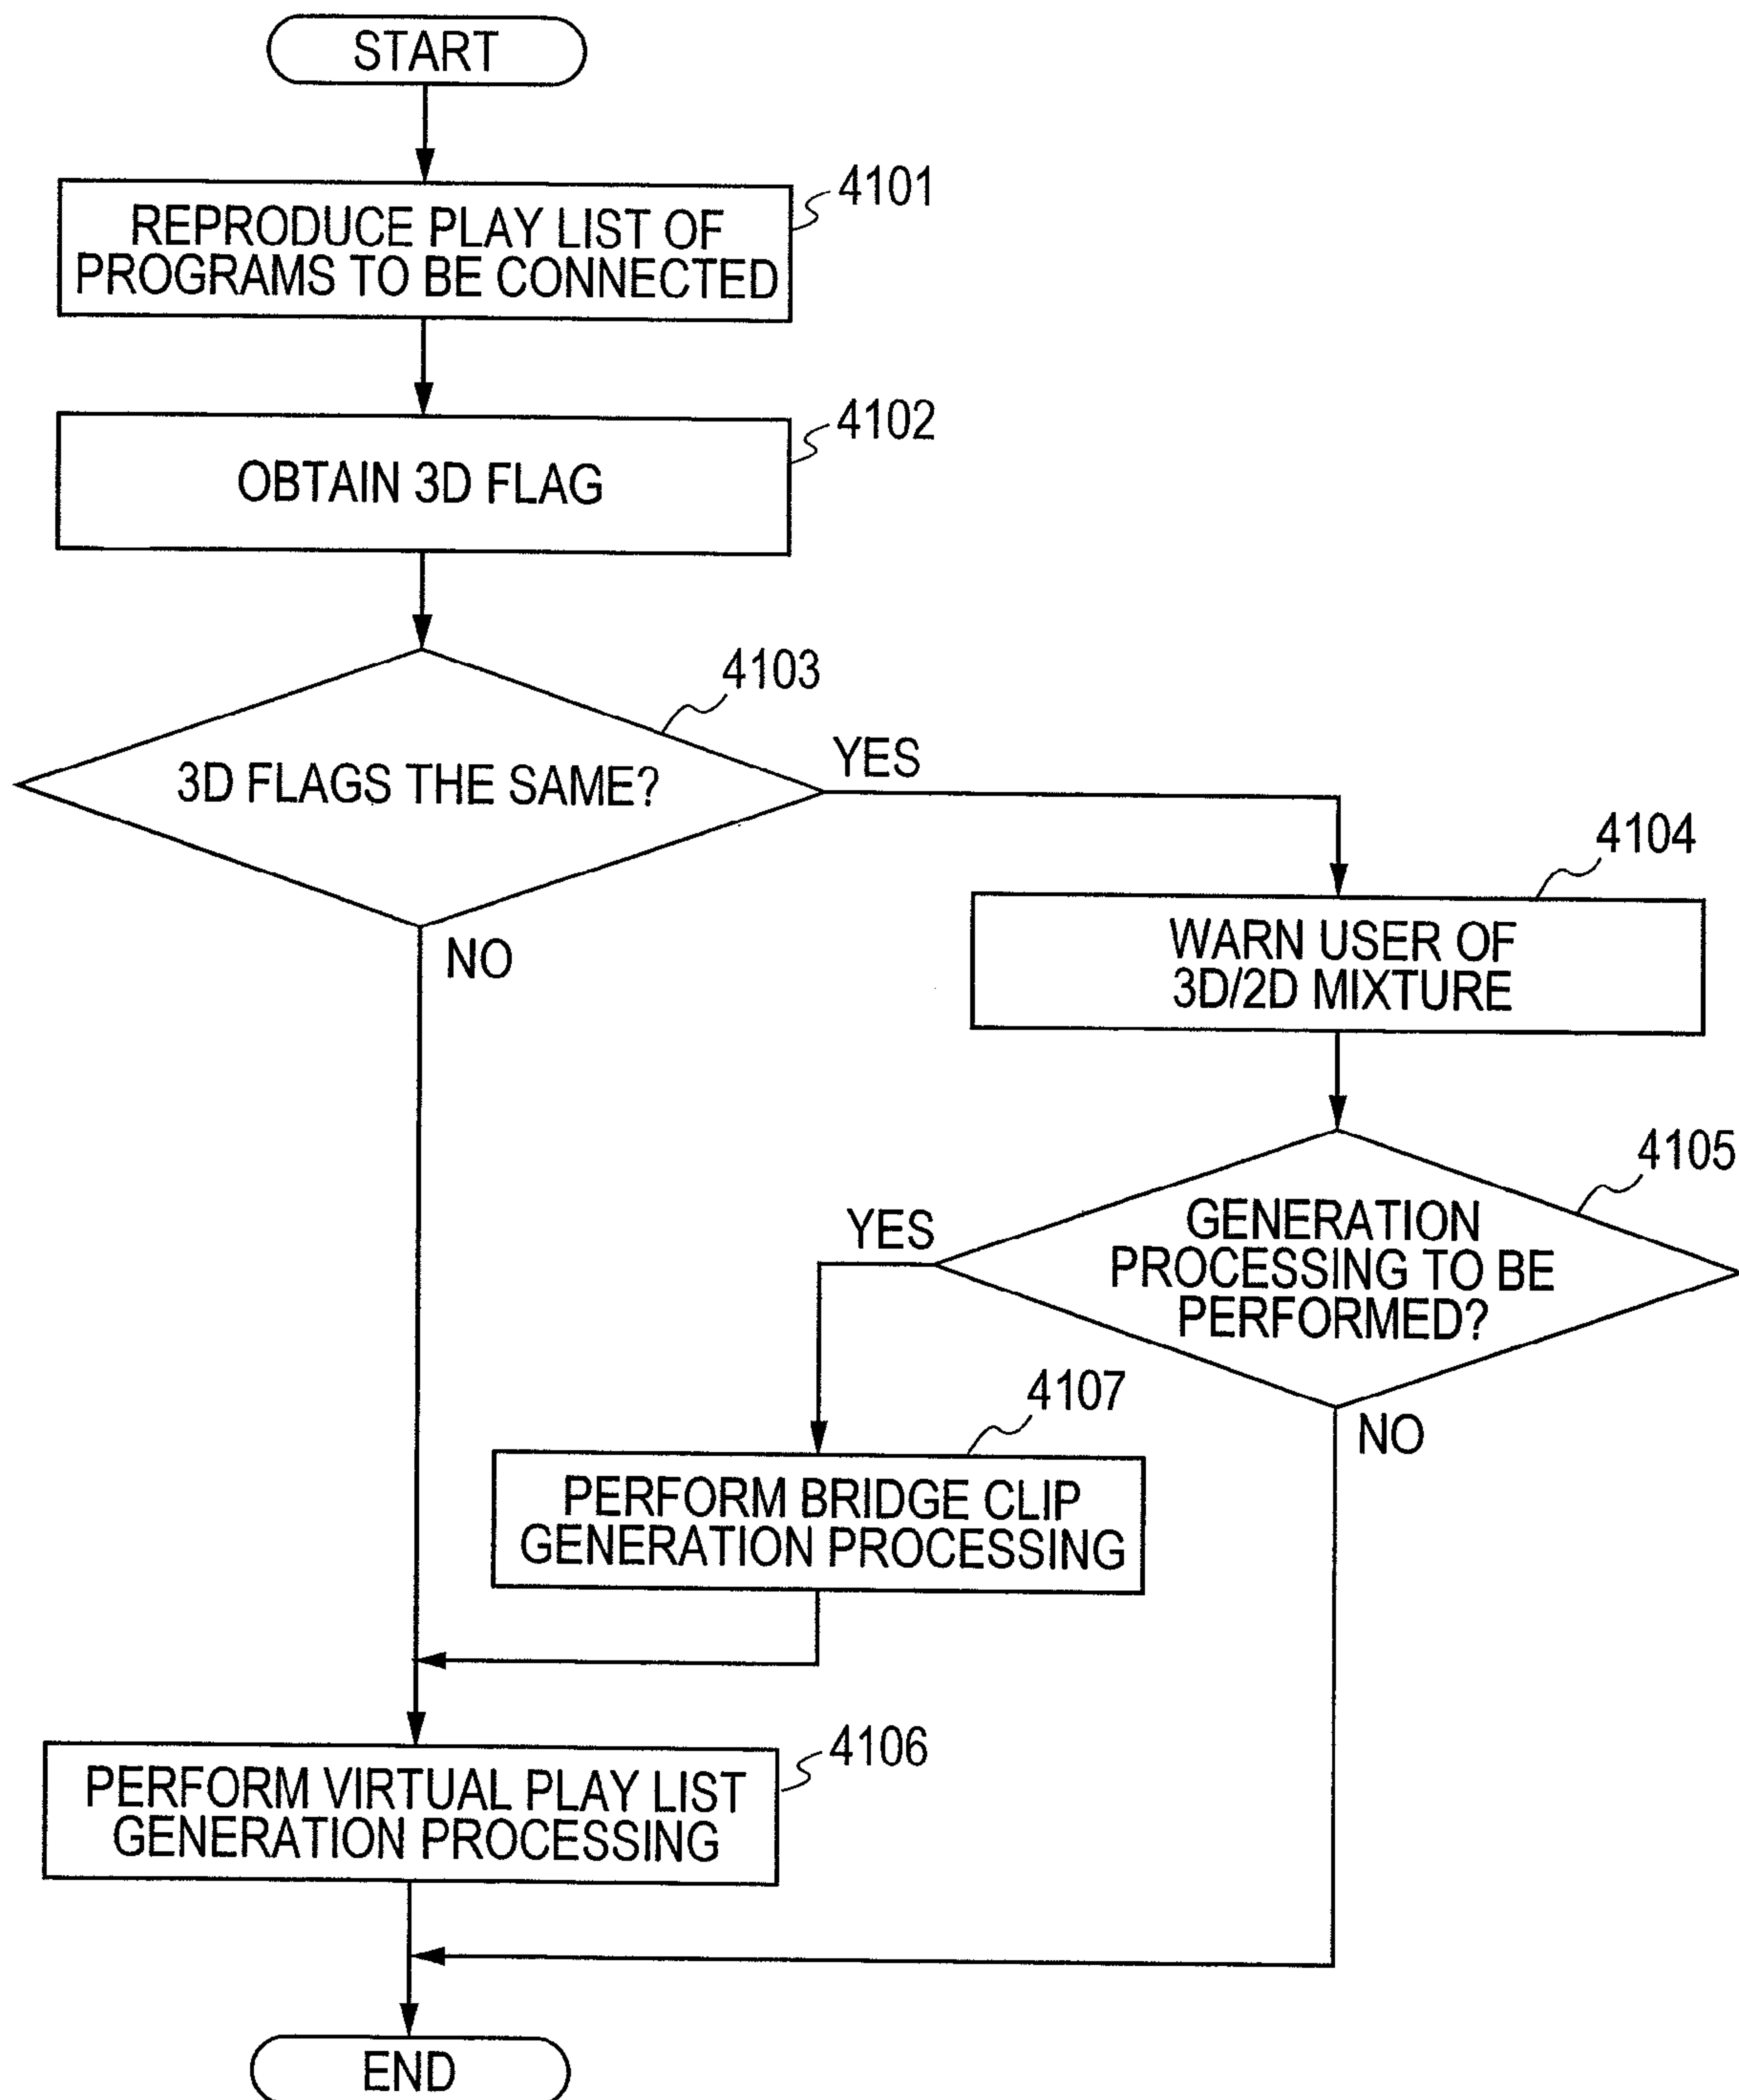 START
4101
REPRODUCE PLAY LIST OF
PROGRAMS TO BE CONNECTED
4102
OBTAIN 3D FLAG
4103
3D FLAGS THE SAME?
YES
NO
4104
WARN USER OF
3D/2D MIXTURE
4105
GENERATION
PROCESSING TO BE
PERFORMED?
YES
NO
4107
PERFORM BRIDGE CLIP
GENERATION PROCESSING
4106
PERFORM VIRTUAL PLAY LIST
GENERATION PROCESSING
END